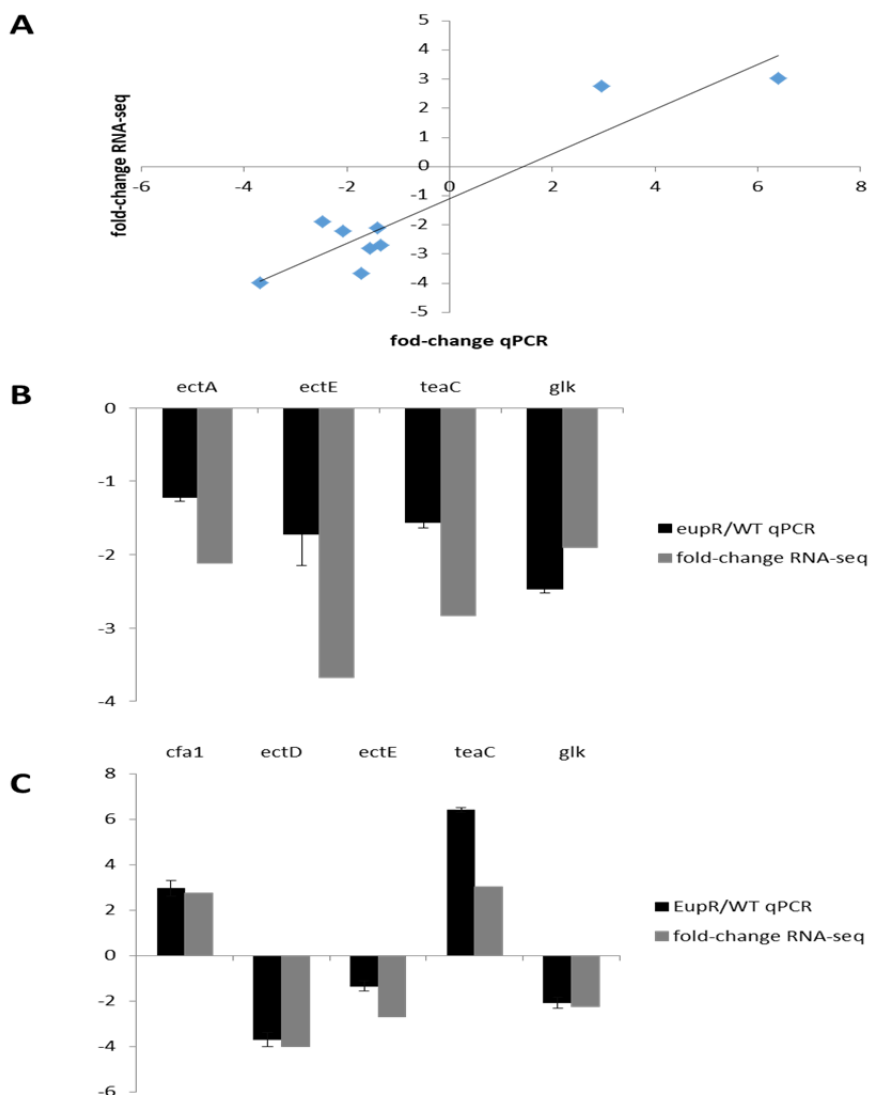 A
fold-change RNA-seq
5
4
3
2
1
0
-1
-2
-3
-4
-5
-6 -4 -2 0 2 4 6 8
fod-change qPCR
B
ectA ectE teaC glk
0
-1
-2
-3
-4
eupR/WT qPCR
fold-change RNA-seq
C
cfa1 ectD ectE teaC glk
8
6
4
2
0
-2
-4
-6
EupR/WT qPCR
fold-change RNA-seq